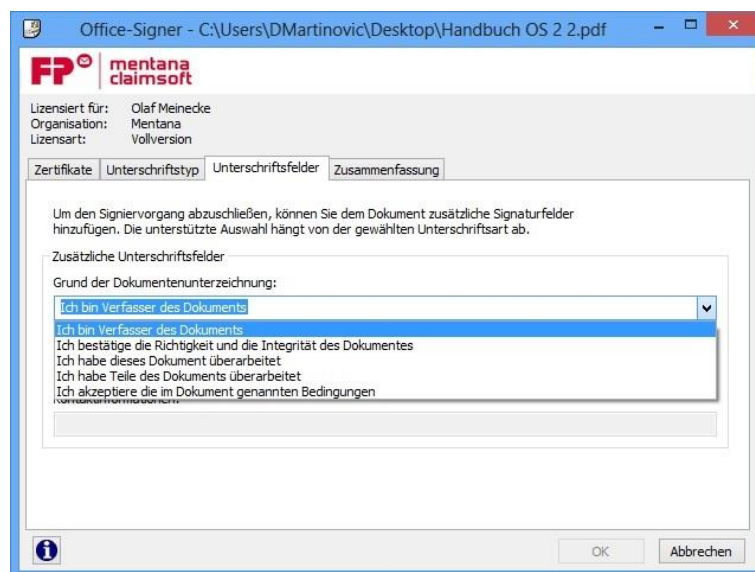 Office-Signer - C:\Users\DMartinovic\Desktop\Handbuch OS 2 2.pdf
FP mentana
claimsoft
Lizensiert für: Olaf Meinecke
Organisation: Mentana
Lizensart: Vollversion
Zertifikate Unterschriftstyp Unterschriftsfelder Zusammenfassung
Um den Signiervorgang abzuschließen, können Sie dem Dokument zusätzliche Signaturfelder
hinzufügen. Die unterstützte Auswahl hängt von der gewählten Unterschriftsart ab.
Zusätzliche Unterschriftsfelder
Grund der Dokumentenunterzeichnung:
Ich bin Verfasser des Dokuments
Ich bin Verfasser des Dokuments
Ich bestätige die Richtigkeit und die Integrität des Dokumentes
Ich habe dieses Dokument überarbeitet
Ich habe Teile des Dokuments überarbeitet
Ich akzeptiere die im Dokument genannten Bedingungen
Kontaktinformationen:
OK Abbrechen